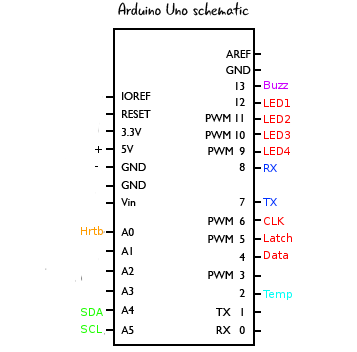 Arduino Uno schematic
AREF
GND
13 Buzz
IOREF
12 LED1
RESET
PWM 11 LED2
3.3V
PWM 10 LED3
+ 5V
PWM 9 LED4
- GND
8 RX
GND
Vin
7 TX
PWM 6 CLK
Hrtb A0
PWM 5 Latch
A1
4 Data
A2
PWM 3
A3
2 Temp
SDA A4
TX 1
SCL A5
RX 0